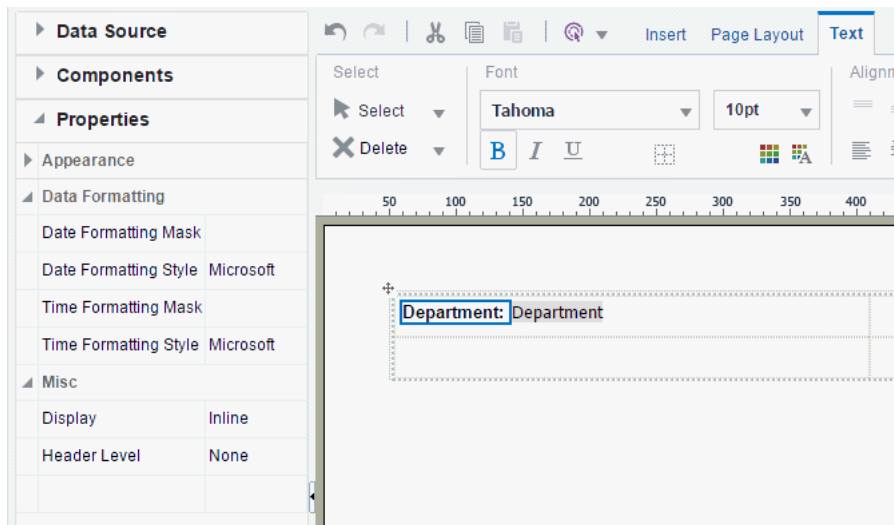 Data Source
Components
Properties
Appearance
Data Formatting
Date Formatting Mask
Date Formatting Style Microsoft
Time Formatting Mask
Time Formatting Style Microsoft
Misc
Display Inline
Header Level None
Insert Page Layout Text
Select Font Alignm
Select Tahoma 10pt
Delete B I U A
50 100 150 200 250 300 350 400
Department: Department